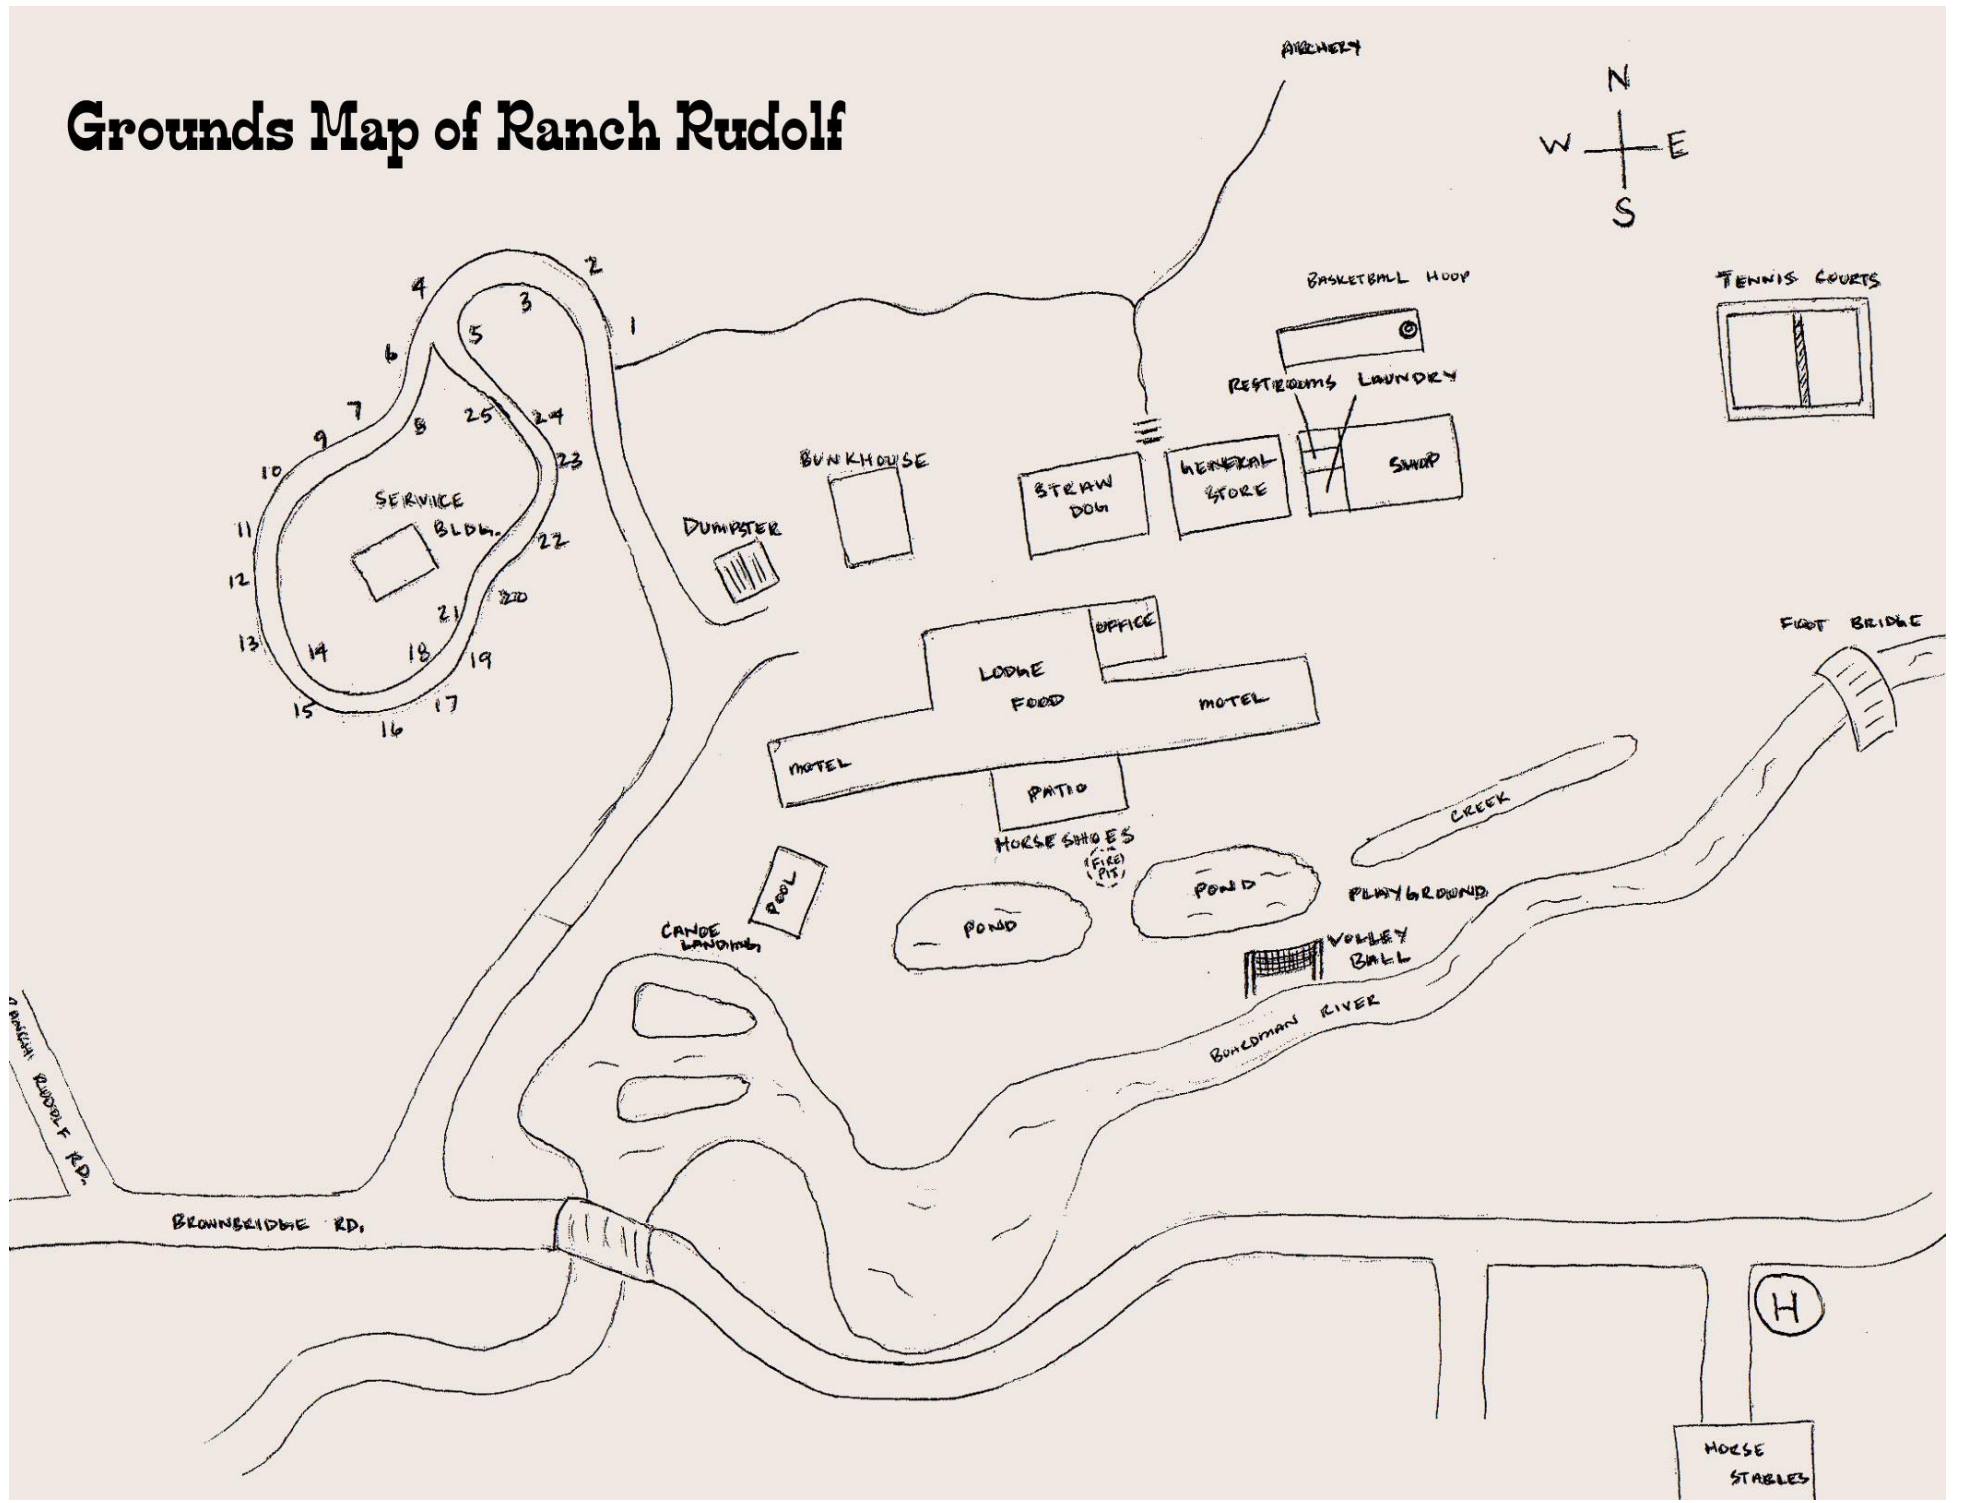 ARCHERY
N
W E
S
Grounds Map of Ranch Rudolf
BASKETBALL HOOP
TENNIS COURTS
2
4
3
1
5
6
RESTROOMS LAUNDRY
7
25
24
8
9
10
23
BUNKHOUSE
GENERAL
STORE
SHOP
STRAW
DOG
SERVICE
BLDG.
DUMPSTER
11
22
12
20
21
13
14
18
19
15
17
16
OFFICE
FOOT BRIDGE
LODGE
FOOD
MOTEL
MOTEL
PATIO
CREEK
HORSE SHOES
(FIRE)
PIT
POOL
POND
POND
PLAYGROUND
CANOE
LANDING
VOLLEY
BALL
BOARDMAN RIVER
RANCH RUDOLF RD.
BROWNBRIDGE RD.
H
HORSE
STABLES